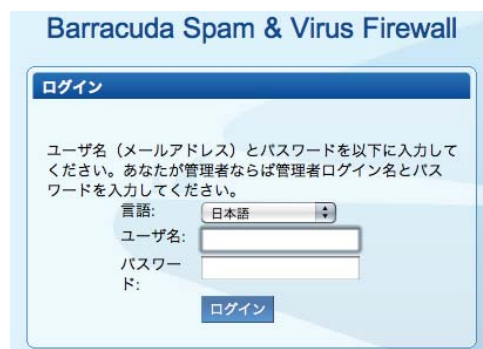 Barracuda Spam & Virus Firewall
ログイン
ユーザ名（メールアドレス）とパスワードを以下に入力して
ください。あなたが管理者ならば管理者ログイン名とパス
ワードを入力してください。
言語: 日本語
ユーザ名:
パスワー
ド:
ログイン